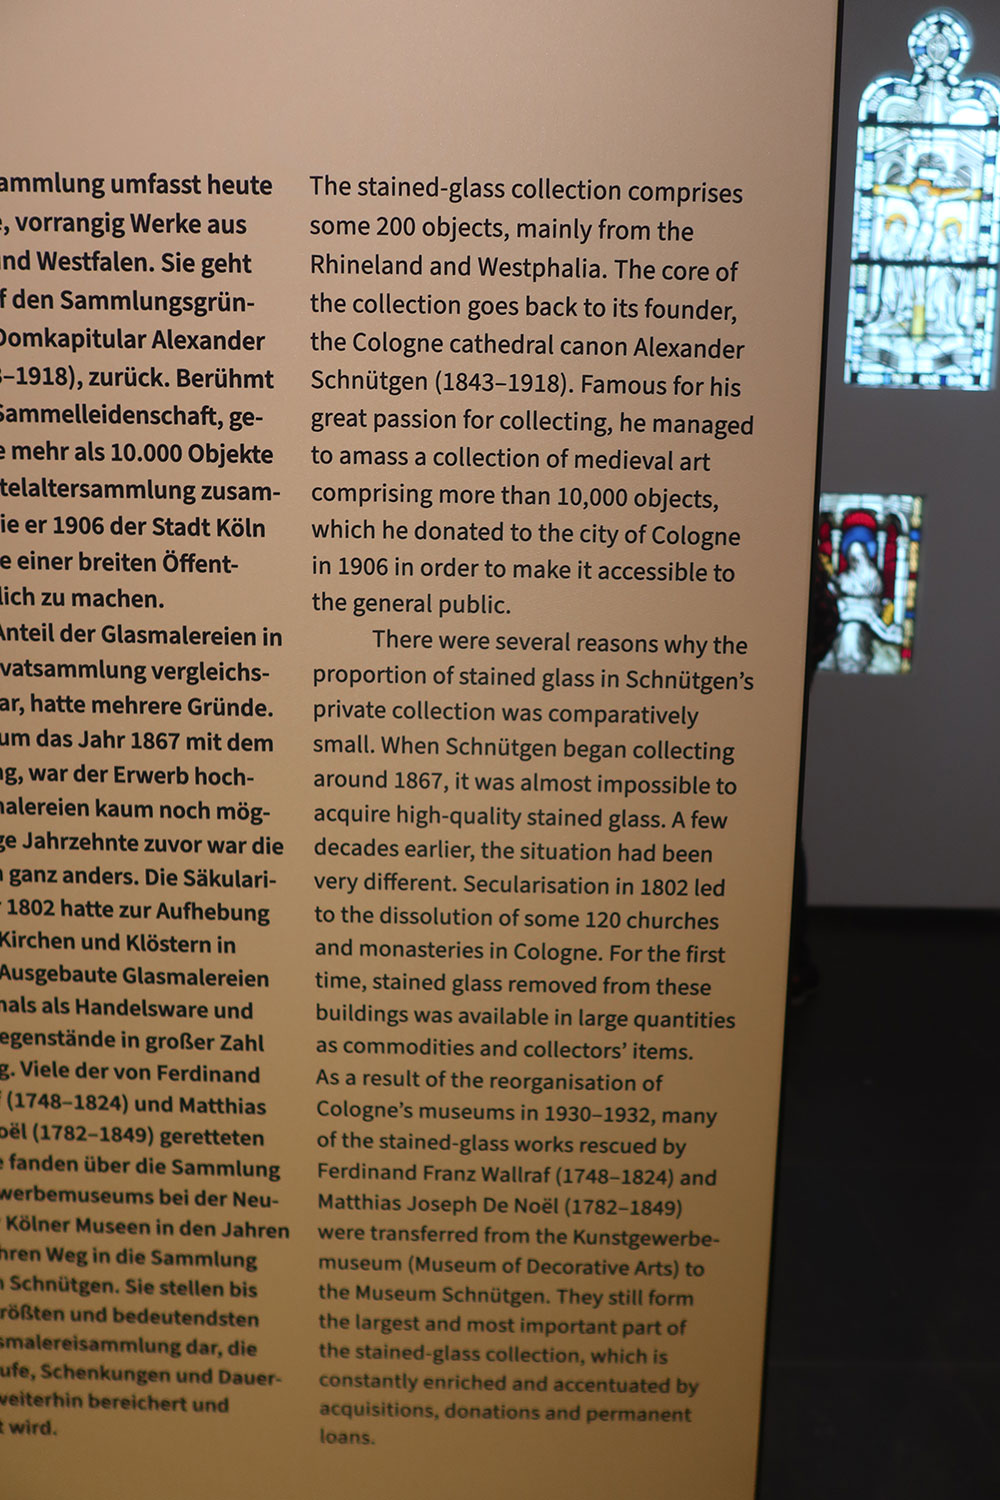 ammlung umfasst heute
, vorrangig Werke aus
nd Westfalen. Sie geht
f den Sammlungsgrün-
Domkapitular Alexander
–1918), zurück. Berühmt
Sammelleidenschaft, ge-
e mehr als 10.000 Objekte
telaltersammlung zusam-
ie er 1906 der Stadt Köln
e einer breiten Öffent-
lich zu machen.
Anteil der Glasmalereien in
vatsammlung vergleichs-
ar, hatte mehrere Gründe.
um das Jahr 1867 mit dem
ng, war der Erwerb hoch-
malereien kaum noch mög-
ge Jahrzehnte zuvor war die
n ganz anders. Die Säkulari-
1802 hatte zur Aufhebung
Kirchen und Klöstern in
Ausgebaute Glasmalereien
mals als Handelsware und
egenstände in großer Zahl
g. Viele der von Ferdinand
(1748–1824) und Matthias
oël (1782–1849) geretteten
e fanden über die Sammlung
werbemuseums bei der Neu-
Kölner Museen in den Jahren
hren Weg in die Sammlung
n Schnütgen. Sie stellen bis
rößten und bedeutendsten
smalereisammlung dar, die
ufe, Schenkungen und Dauer-
weiterhin bereichert und
t wird.
The stained-glass collection comprises
some 200 objects, mainly from the
Rhineland and Westphalia. The core of
the collection goes back to its founder,
the Cologne cathedral canon Alexander
Schnütgen (1843–1918). Famous for his
great passion for collecting, he managed
to amass a collection of medieval art
comprising more than 10,000 objects,
which he donated to the city of Cologne
in 1906 in order to make it accessible to
the general public.
There were several reasons why the
proportion of stained glass in Schnütgen’s
private collection was comparatively
small. When Schnütgen began collecting
around 1867, it was almost impossible to
acquire high-quality stained glass. A few
decades earlier, the situation had been
very different. Secularisation in 1802 led
to the dissolution of some 120 churches
and monasteries in Cologne. For the first
time, stained glass removed from these
buildings was available in large quantities
as commodities and collectors’ items.
As a result of the reorganisation of
Cologne’s museums in 1930–1932, many
of the stained-glass works rescued by
Ferdinand Franz Wallraf (1748–1824) and
Matthias Joseph De Noël (1782–1849)
were transferred from the Kunstgewerbe-
museum (Museum of Decorative Arts) to
the Museum Schnütgen. They still form
the largest and most important part of
the stained-glass collection, which is
constantly enriched and accentuated by
acquisitions, donations and permanent
loans.